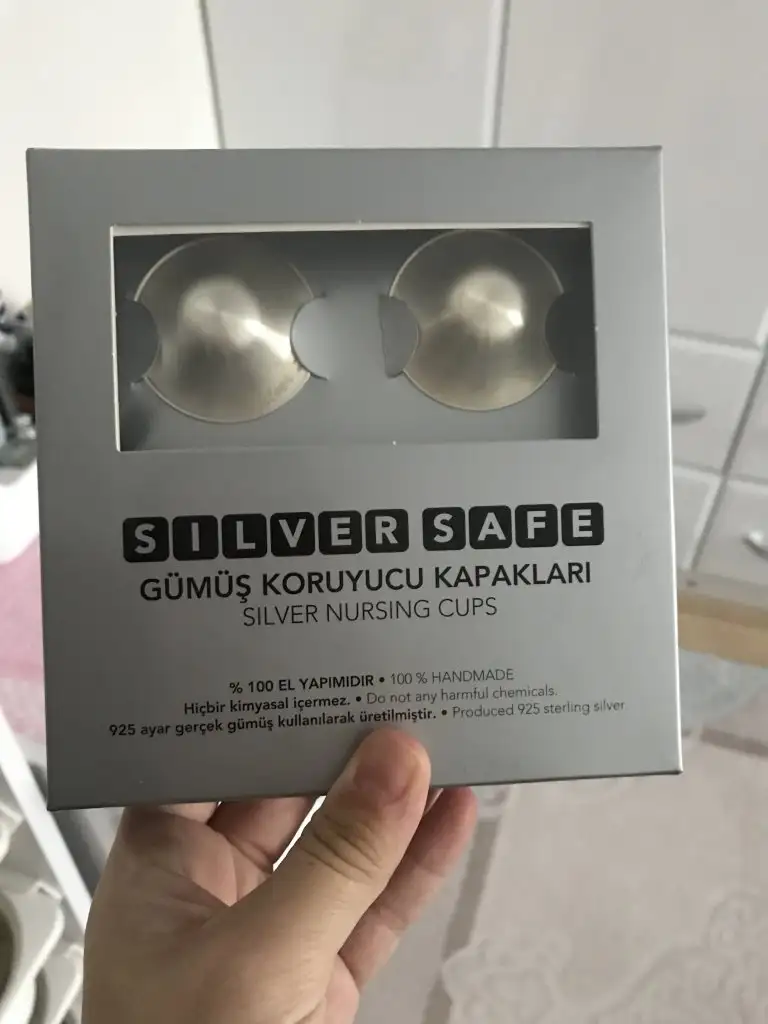 SILVER SAFE
GÜMÜŞ KORUYUCU KAPAKLARI
SILVER NURSING CUPS
% 100 EL YAPIMIDIR • 100 % HANDMADE
Hiçbir kimyasal içermez. • Do not any harmful chemicals.
925 ayar gerçek gümüş kullanılarak üretilmiştir. • Produced 925 sterling silver